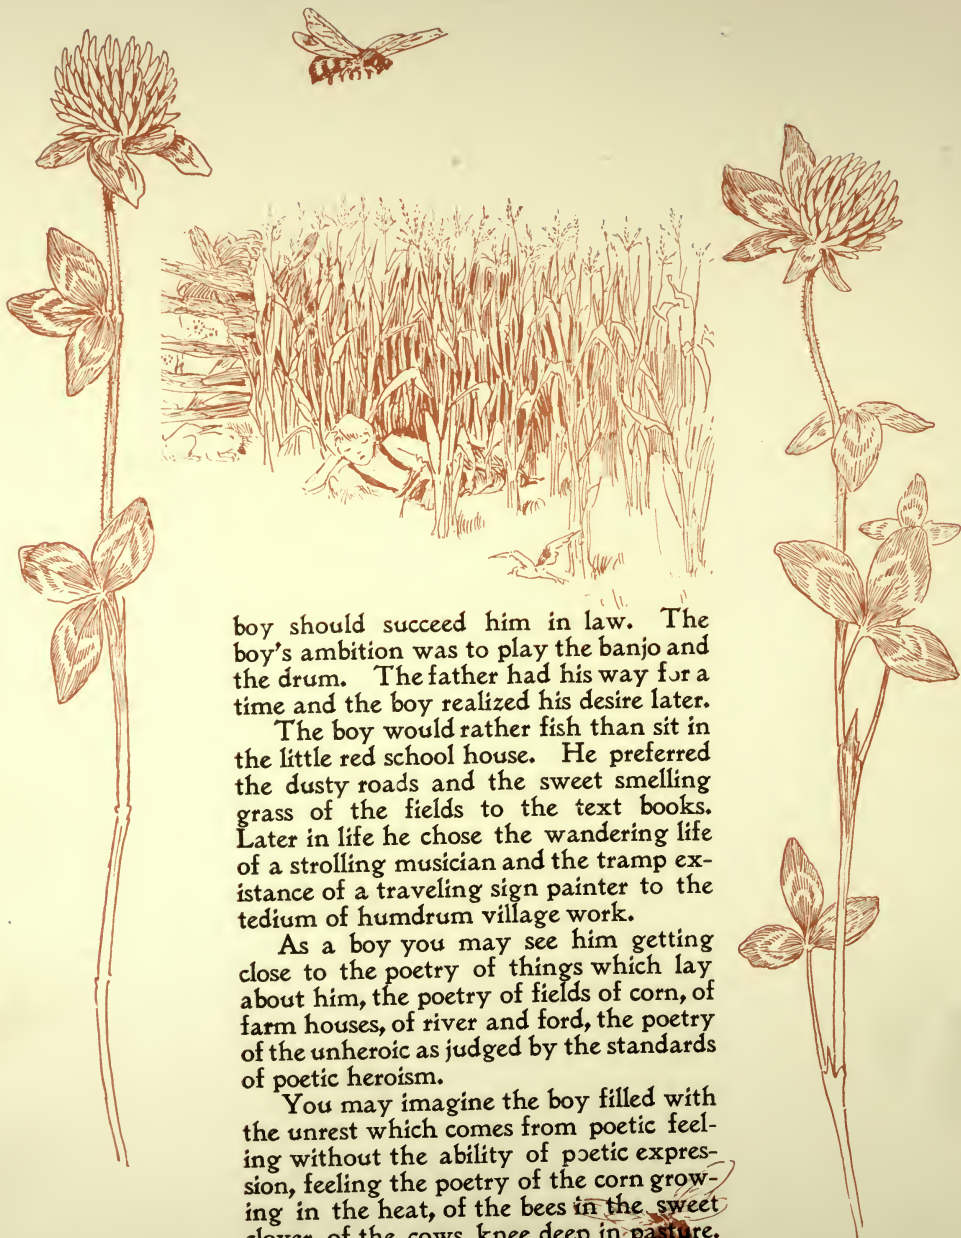 boy should succeed him in law. The
boy's ambition was to play the banjo and
the drum. The father had his way for a
time and the boy realized his desire later.
The boy would rather fish than sit in
the little red school house. He preferred
the dusty roads and the sweet smelling
grass of the fields to the text books.
Later in life he chose the wandering life
of a strolling musician and the tramp ex-
istance of a traveling sign painter to the
tedium of humdrum village work.
As a boy you may see him getting
close to the poetry of things which lay
about him, the poetry of fields of corn, of
farm houses, of river and ford, the poetry
of the unheroic as judged by the standards
of poetic heroism.
You may imagine the boy filled with
the unrest which comes from poetic feel-
ing without the ability of poetic expres-
sion, feeling the poetry of the corn grow-
ing in the heat, of the bees in the sweet
clover, of the cows knee deep in pasture.